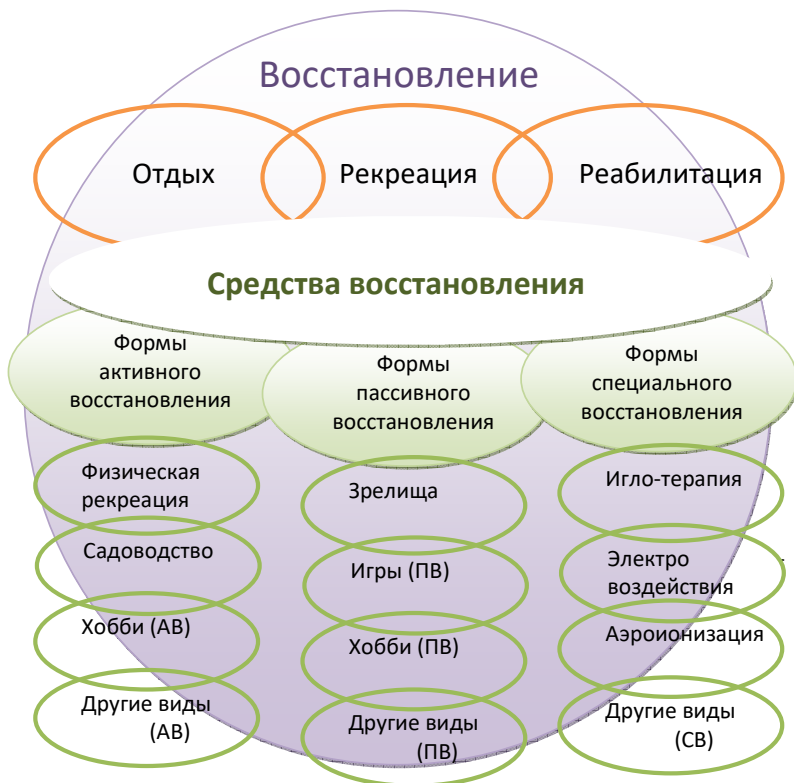 Восстановление
Отдых
Рекреация
Реабилитация
Средства восстановления
Формы
активного
восстановления
Формы
пассивного
восстановления
Формы
специального
восстановления
Физическая
рекреация
Садоводство
Хобби (АВ)
Другие виды
(АВ)
Зрелища
Игры (ПВ)
Хобби (ПВ)
Другие виды
(ПВ)
Игло-терапия
Электро
воздействия
Аэроионизация
Другие виды
(СВ)